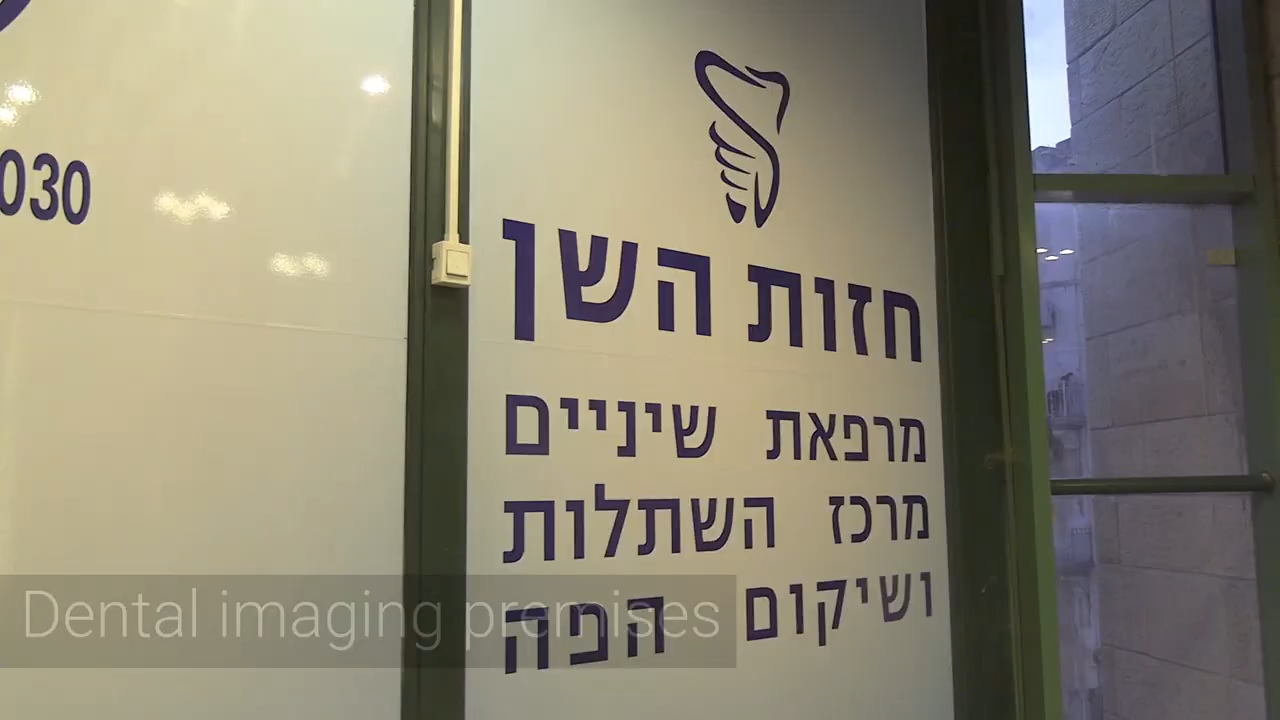 030
חזות השן
מרפאת שיניים
מרכז השתלות
ושיקום הפה
Dental imaging premises